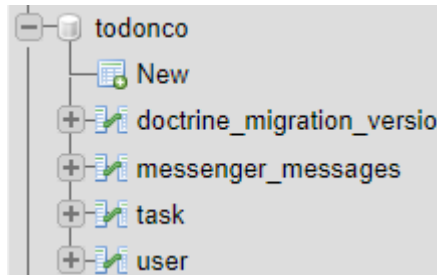 todonco
New
doctrine_migration_versio
messenger_messages
task
user